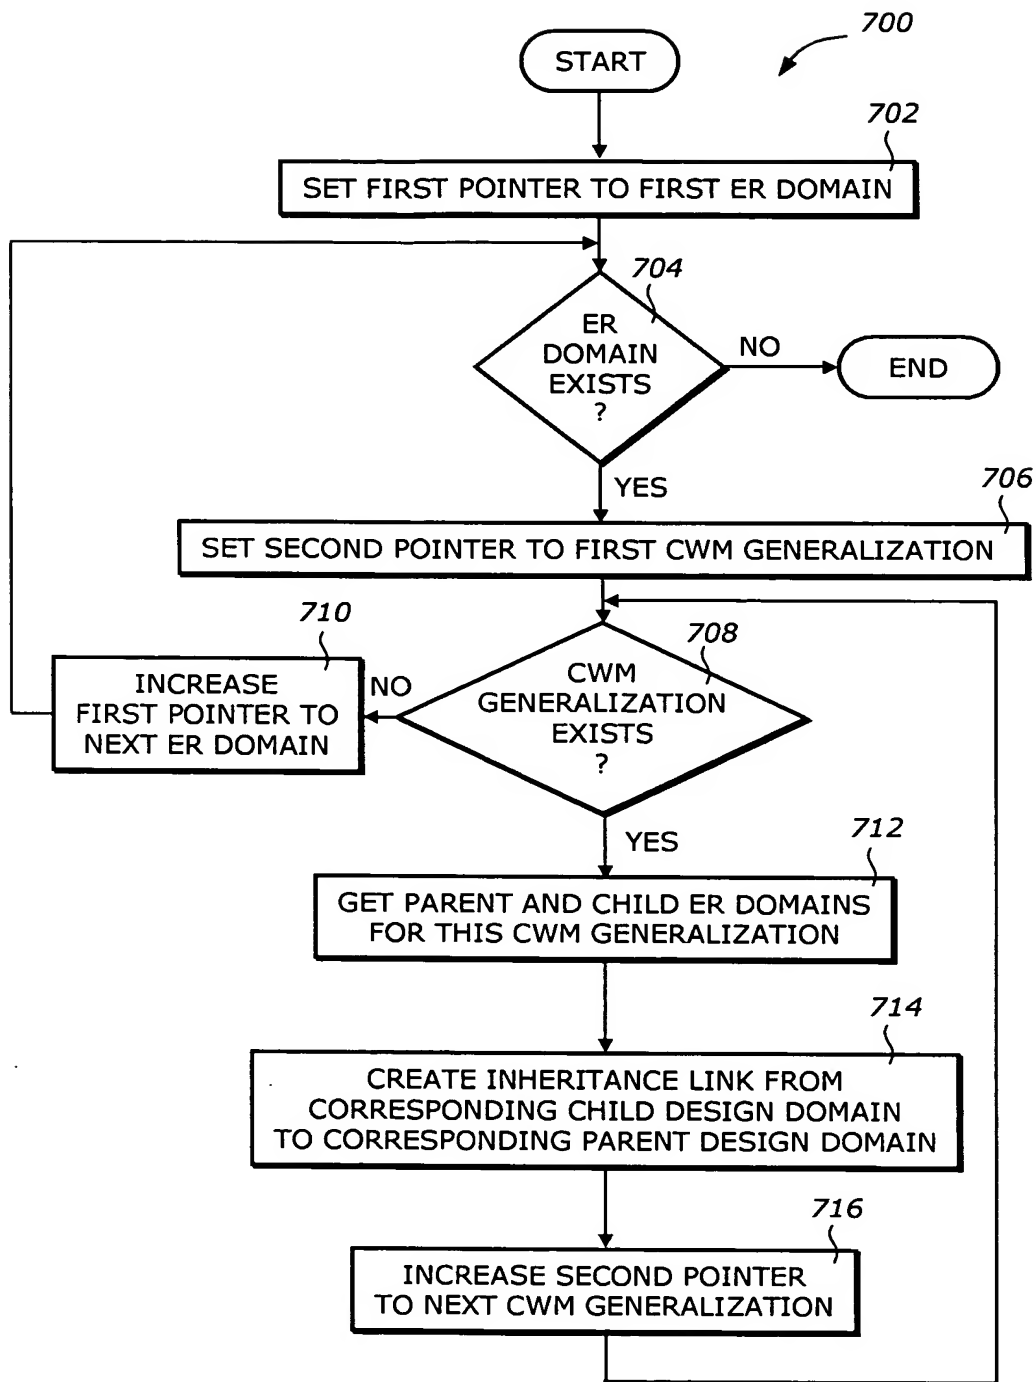 700
START
702
SET FIRST POINTER TO FIRST ER DOMAIN
704
ER
DOMAIN
EXISTS
?
NO
END
YES
706
SET SECOND POINTER TO FIRST CWM GENERALIZATION
710
INCREASE
FIRST POINTER TO
NEXT ER DOMAIN
NO
708
CWM
GENERALIZATION
EXISTS
?
YES
712
GET PARENT AND CHILD ER DOMAINS
FOR THIS CWM GENERALIZATION
714
CREATE INHERITANCE LINK FROM
CORRESPONDING CHILD DESIGN DOMAIN
TO CORRESPONDING PARENT DESIGN DOMAIN
716
INCREASE SECOND POINTER
TO NEXT CWM GENERALIZATION